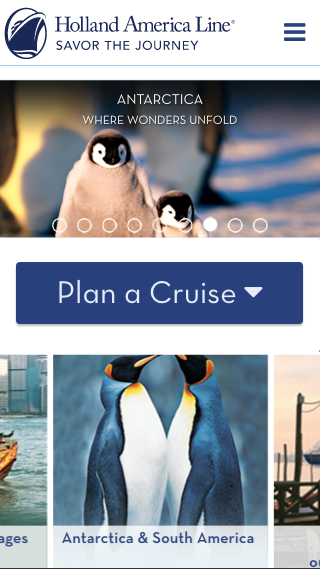 Holland America Line®
SAVOR THE JOURNEY
ANTARCTICA
WHERE WONDERS UNFOLD
Plan a Cruise
ages
Antarctica & South America